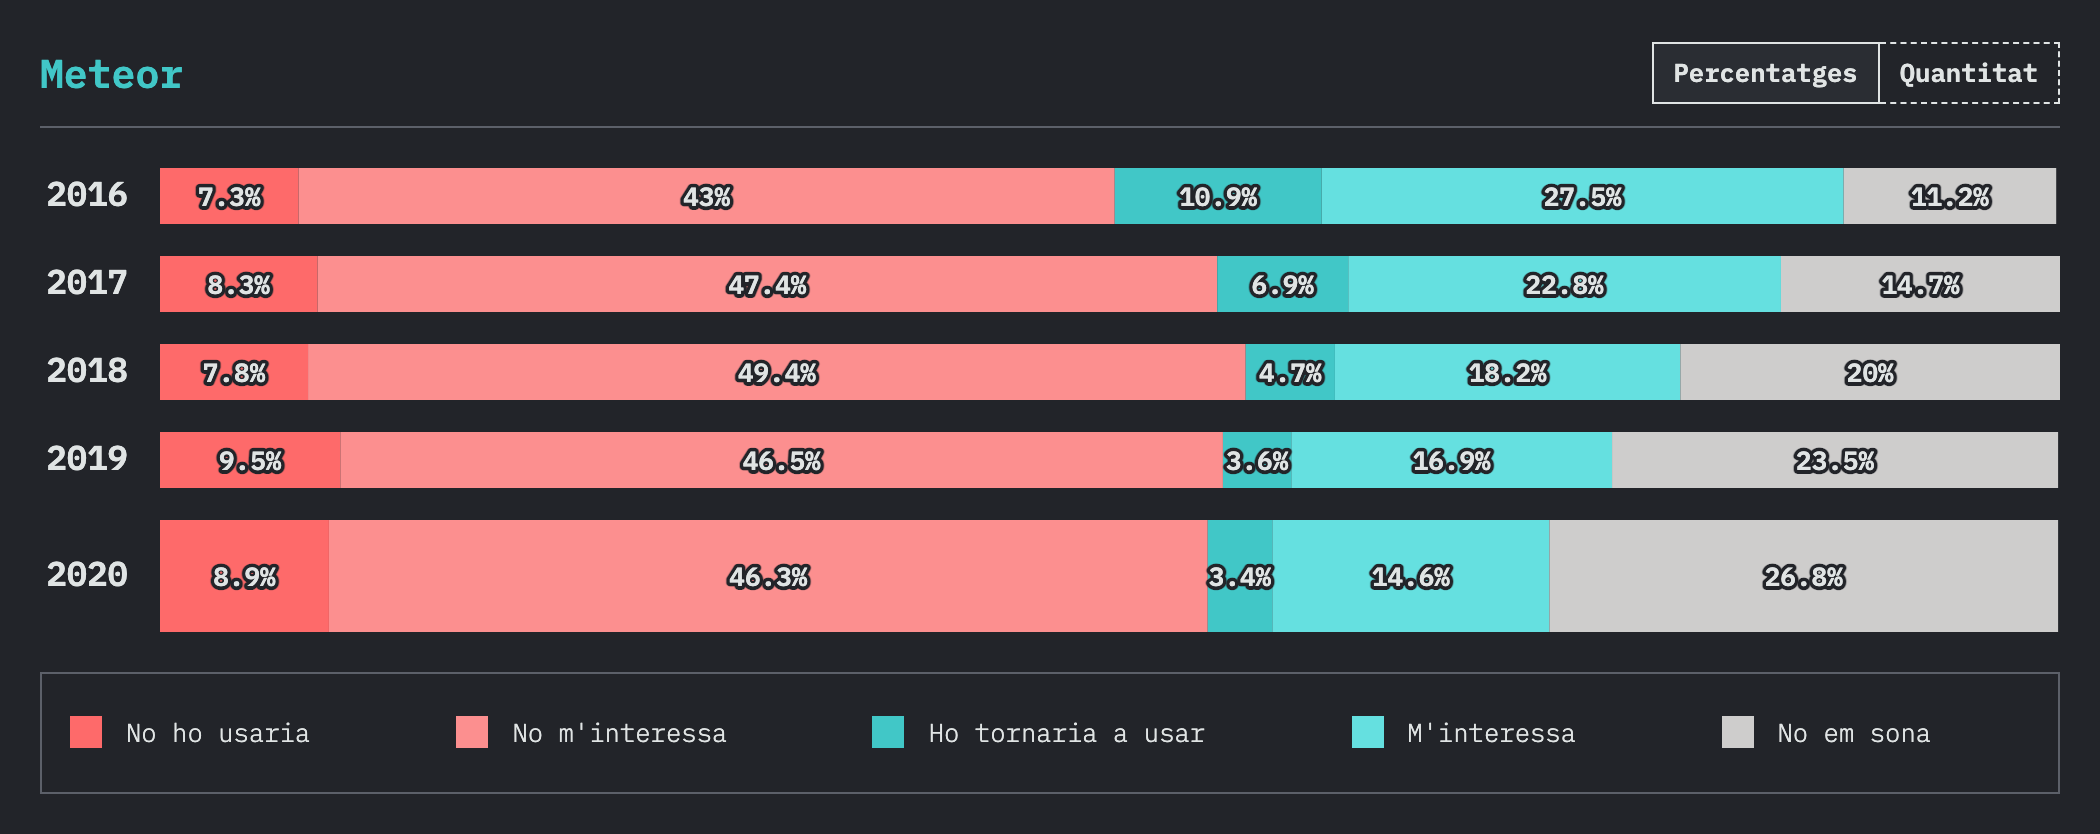 Meteor
Percentatges Quantitat
2016 7.3% 43% 10.9% 27.5% 11.2%
2017 8.3% 47.4% 6.9% 22.8% 14.7%
2018 7.8% 49.4% 4.7% 18.2% 20%
2019 9.5% 46.5% 3.6% 16.9% 23.5%
2020 8.9% 46.3% 3.4% 14.6% 26.8%
No ho usaria No m'interessa Ho tornaria a usar M'interessa No em sona